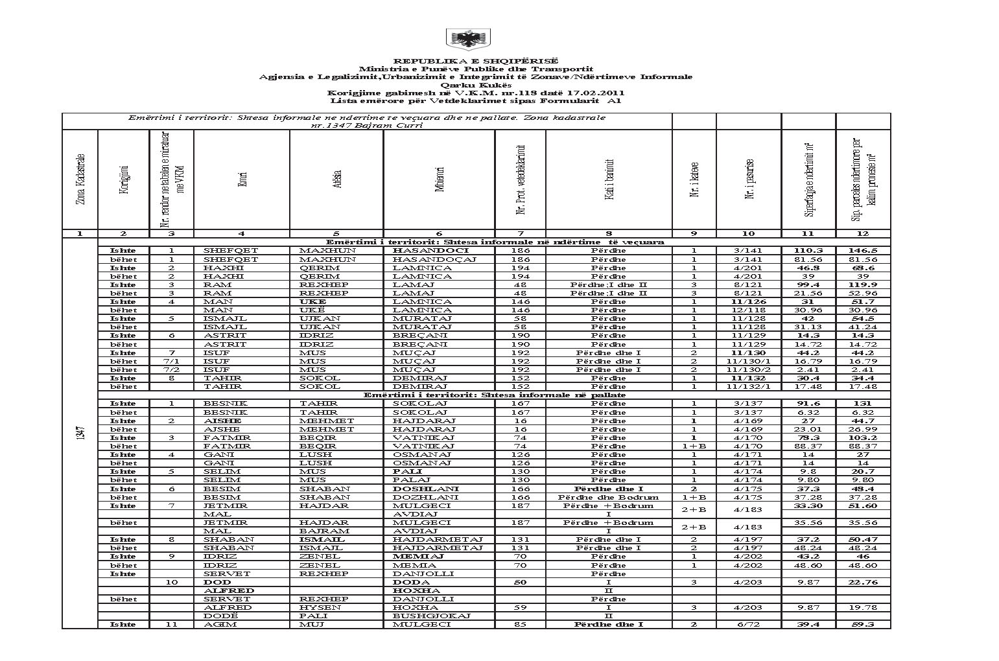 REPUBLIKA E SHQIPËRISË
Ministria e Punëve Publike dhe Transportit
Agjensia e Legalizimit,Urbanizimit e Integrimit të Zonave/Ndërtimeve Informale
Qarku Kukës
Korigjime gabimesh në V.K.M. nr.118 datë 17.02.2011
Lista emërore për Vetdeklarimet sipas Formularit A1
Emërtimi i territorit: Shtesa informale ne ndertime te veçuara dhe ne pallate. Zona kadastrale
nr.1347 Bajram Curri
Zona Kadastrale
Korigjimi
Nr. rendor ne tabelen e miratuar
me VKM
Emri
Atësia
Mbiemri
Nr. Prot. vetedeklarimit
Kati i banimit
Nr. i kateve
Nr. i pasurise
Siperfaqja e ndertimit m²
Sip. parceles ndertimore per
kalim pronesie m²
1 2 3 4 5 6 7 8 9 10 11 12
1347
Emërtimi i territorit: Shtesa informale në ndërtime të veçuara
Ishte 1 SHEFQET MAXHUN HASANDOCI 186 Përdhe 1 3/141 110.3 146.5
bëhet 1 SHEFQET MAXHUN HASANDOÇAJ 186 Përdhe 1 3/141 81.56 81.56
Ishte 2 HAXHI QERIM LAMNICA 194 Përdhe 1 4/201 46.8 68.6
bëhet 2 HAXHI QERIM LAMNICA 194 Përdhe 1 4/201 39 39
Ishte 3 RAM REXHEP LAMAJ 48 Përdhe;I dhe II 3 8/121 99.4 119.9
bëhet 3 RAM REXHEP LAMAJ 48 Përdhe;I dhe II 3 8/121 21.56 52.96
Ishte 4 MAN UKE LAMNICA 146 Përdhe 1 11/126 31 51.7
bëhet MAN UKË LAMNICA 146 Përdhe 1 12/118 30.96 30.96
Ishte 5 ISMAJL UJKAN MURATAJ 58 Përdhe 1 11/128 42 54.5
bëhet ISMAJL UJKAN MURATAJ 58 Përdhe 1 11/128 31.13 41.24
Ishte 6 ASTRIT IDRIZ BREÇANI 190 Përdhe 1 11/129 14.3 14.3
bëhet ASTRIT IDRIZ BREÇANI 190 Përdhe 1 11/129 14.72 14.72
Ishte 7 ISUF MUS MUÇAJ 192 Përdhe dhe I 2 11/130 44.2 44.2
bëhet 7/1 ISUF MUS MUÇAJ 192 Përdhe dhe I 2 11/130/1 16.79 16.79
bëhet 7/2 ISUF MUS MUÇAJ 192 Përdhe dhe I 2 11/130/2 2.41 2.41
Ishte 8 TAHIR SOKOL DEMIRAJ 152 Përdhe 1 11/132 30.4 34.4
bëhet TAHIR SOKOL DEMIRAJ 152 Përdhe 1 11/132/1 17.48 17.48
Emërtimi i territorit: Shtesa informale në pallate
Ishte 1 BESNIK TAHIR SOKOLAJ 167 Përdhe 1 3/137 91.6 131
bëhet BESNIK TAHIR SOKOLAJ 167 Përdhe 1 3/137 6.32 6.32
Ishte 2 AISHE MEHMET HAJDARAJ 16 Përdhe 1 4/169 27 44.7
bëhet AJSHE MEHMET HAJDARAJ 16 Përdhe 1 4/169 23.01 26.99
Ishte 3 FATMIR BEQIR VATNIKAJ 74 Përdhe 1 4/170 78.3 103.2
bëhet FATMIR BEQIR VATNIKAJ 74 Përdhe 1+B 4/170 88.37 88.37
Ishte 4 GANI LUSH OSMANAJ 126 Përdhe 1 4/171 14 27
bëhet GANI LUSH OSMANAJ 126 Përdhe 1 4/171 14 14
Ishte 5 SELIM MUS PALI 130 Përdhe 1 4/174 9.8 20.7
bëhet SELIM MUS PALAJ 130 Përdhe 1 4/174 9.80 9.80
Ishte 6 BESIM SHABAN DOSHLANI 166 Përdhe dhe I 2 4/175 37.3 48.4
bëhet BESIM SHABAN DOZHLANI 166 Përdhe dhe Bodrum 1+B 4/175 37.28 37.28
Ishte 7 JETMIR HAJDAR MULGECI 187 Përdhe +Bodrum 2+B 4/183 33.30 51.60
MAL AVDIAJ I
bëhet JETMIR HAJDAR MULGECI 187 Përdhe +Bodrum 2+B 4/183 35.56 35.56
MAL BAJRAM AVDIAJ I
Ishte 8 SHABAN ISMAIL HAJDARMETAJ 131 Përdhe dhe I 2 4/197 37.2 50.47
bëhet SHABAN ISMAJL HAJDARMETAJ 131 Përdhe dhe I 2 4/197 48.24 48.24
Ishte 9 IDRIZ ZENEL MEMIAJ 70 Përdhe 1 4/202 43.2 46
bëhet IDRIZ ZENEL MEMIA 70 Përdhe 1 4/202 48.60 48.60
Ishte SERVET REXHEP DANJOLLI Përdhe
10 DOD DODA 50 I 3 4/203 9.87 22.76
ALFRED HOXHA II
bëhet SERVET REXHEP DANJOLLI Përdhe
ALFRED HYSEN HOXHA 59 I 3 4/203 9.87 19.78
DODË PALI BUSHGJOKAJ II
Ishte 11 AGIM MUJ MULGECI 85 Përdhe dhe I 2 6/72 39.4 59.3